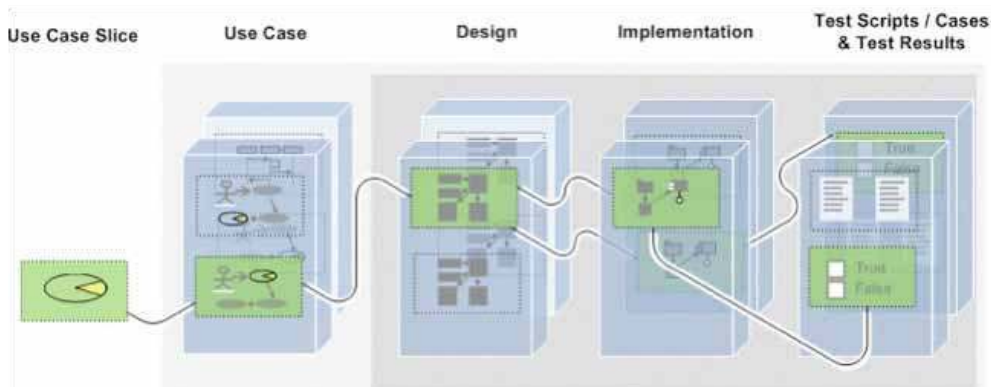 Use Case Slice
Use Case
Design
Implementation
Test Scripts / Cases
& Test Results
True
False
True
False